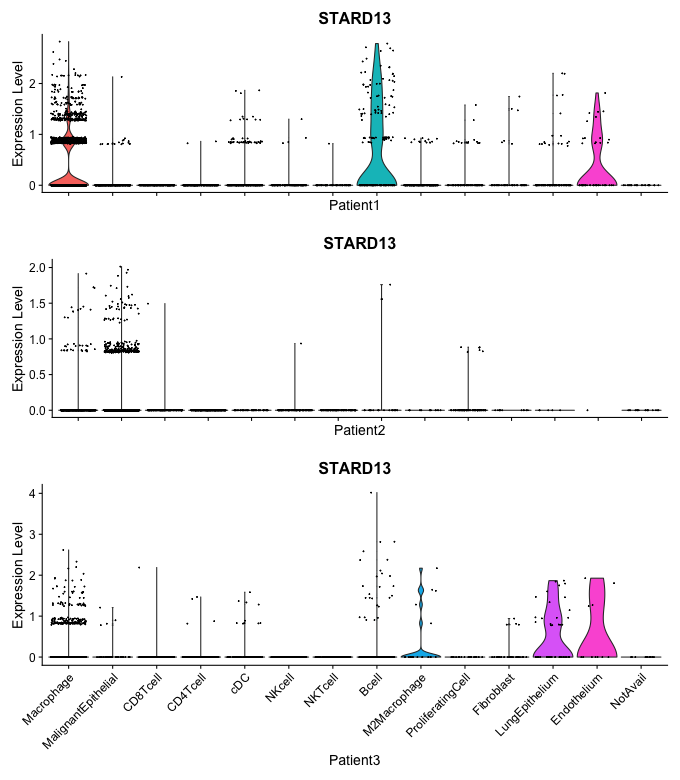 STARD13
Expression Level
2
1
0
Patient1
STARD13
Expression Level
2.0
1.5
1.0
0.5
0.0
Patient2
STARD13
Expression Level
4
3
2
1
0
Macrophage
MalignantEpithelial
CD8Tcell
CD4Tcell
cDC
NKcell
NKTcell
Bcell
M2Macrophage
ProliferatingCell
Fibroblast
LungEpithelium
Endothelium
NotAvail
Patient3